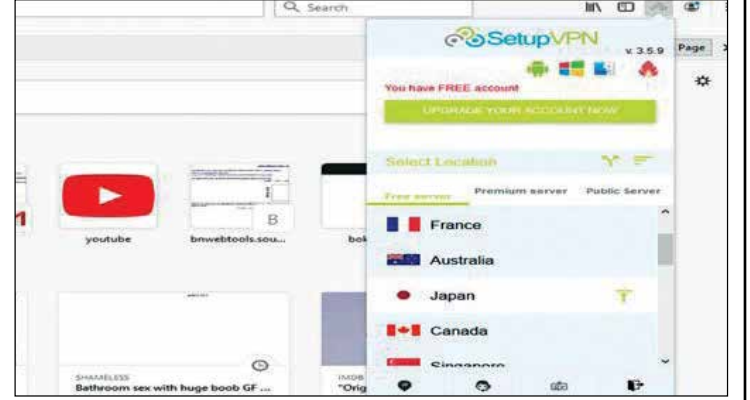 Search
SetupVPN
v. 3.5.9
Page
You have FREE account
UPGRADE YOUR ACCOUNT NOW
Select Location
Free server
Premium server
Public Server
France
Australia
Japan
Canada
Singapore
youtube
B
bnwebtools.sou...
bok
SHAMELESS
Bathroom sex with huge boob GF ...
IMDB
"Orig